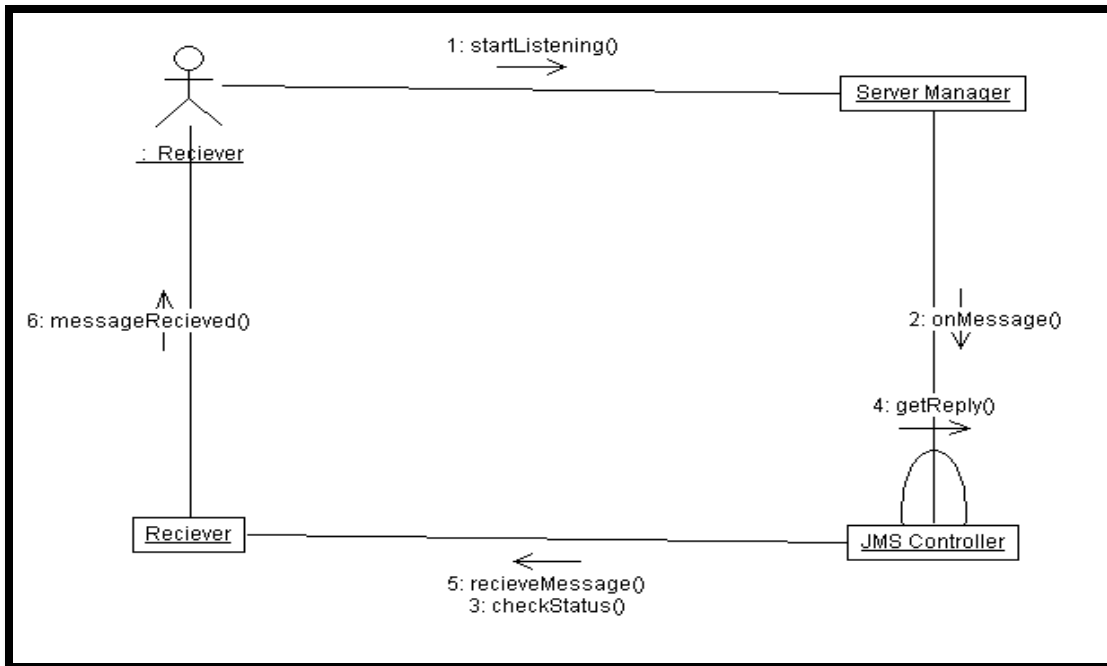 1: startListening()
Server Manager
: Reciever
6: messageRecieved()
2: onMessage()
4: getReply()
Reciever
JMS Controller
5: recieveMessage()
3: checkStatus()